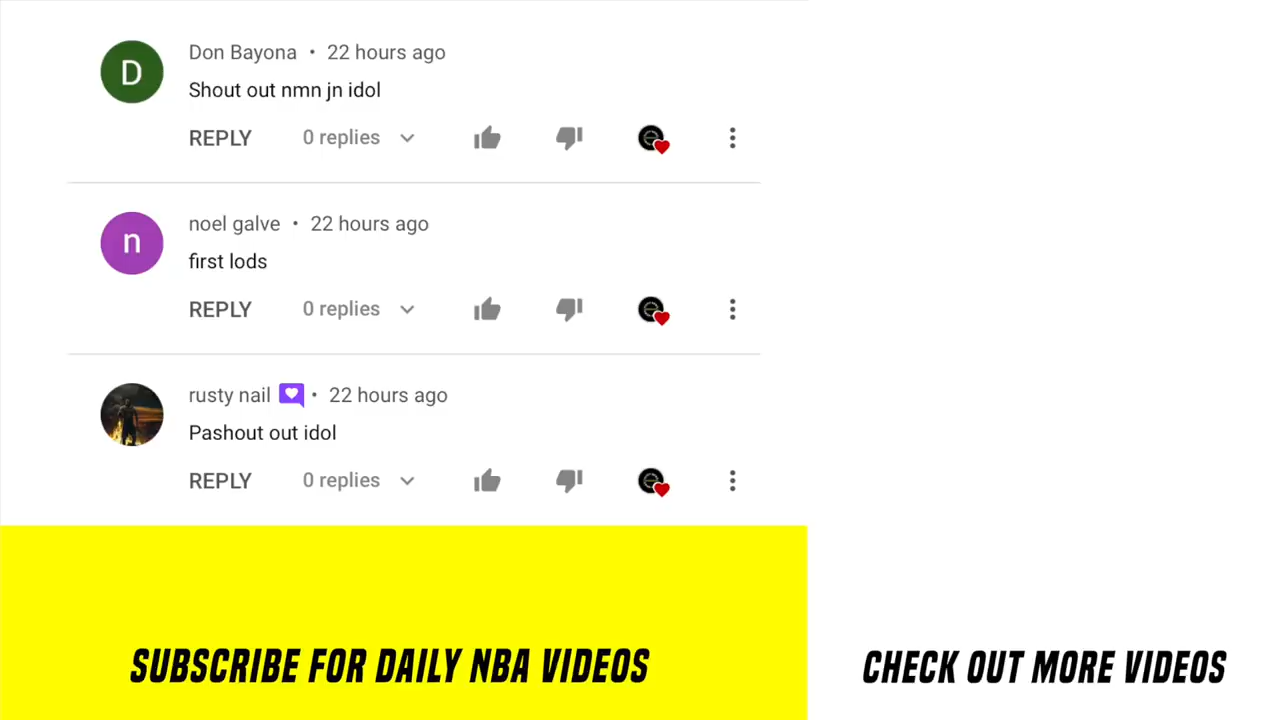 D
Don Bayona • 22 hours ago
Shout out nmn jn idol
REPLY 0 replies
n
noel galve • 22 hours ago
first lods
REPLY 0 replies
rusty nail • 22 hours ago
Pashout out idol
REPLY 0 replies
SUBSCRIBE FOR DAILY NBA VIDEOS
CHECK OUT MORE VIDEOS